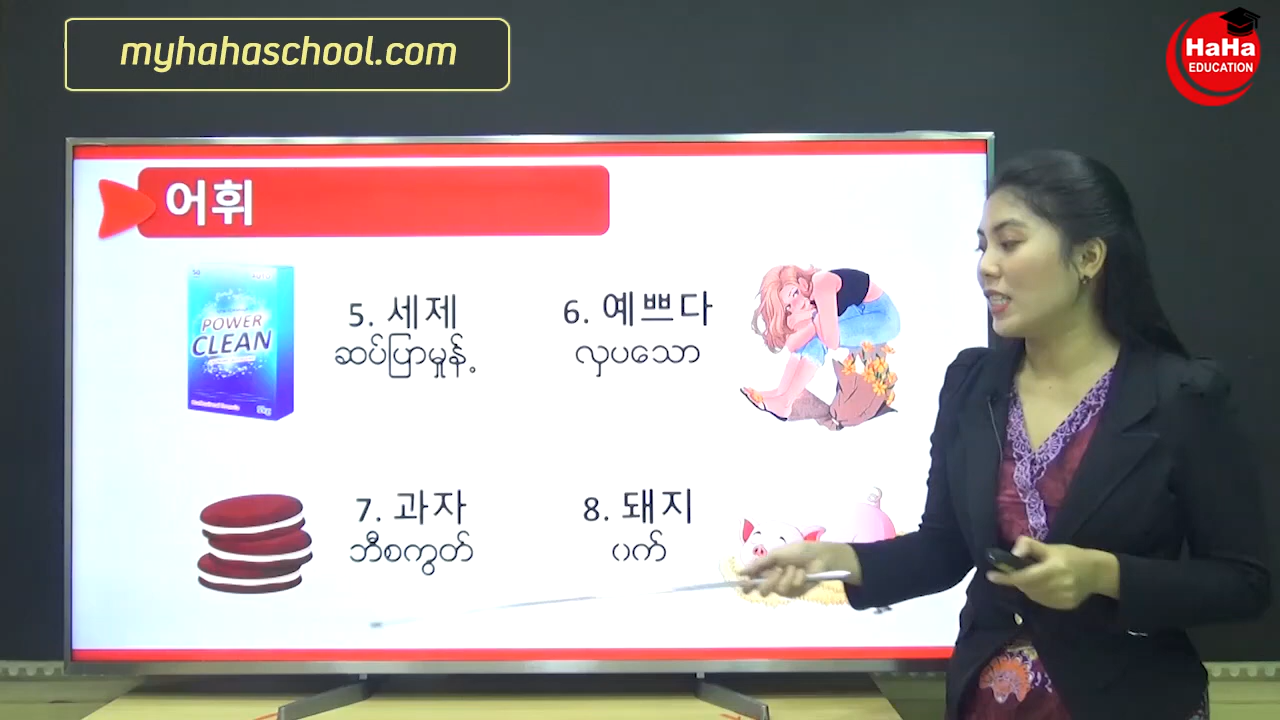 myhahaschool.com
HaHa
EDUCATION
어휘
POWER
CLEAN
5.세제
ဆပ်ပြာမှုန့်
6. 예쁘다
လှပသော
7. 과자
ဘီစကွတ်
8. 돼지
ဝက်